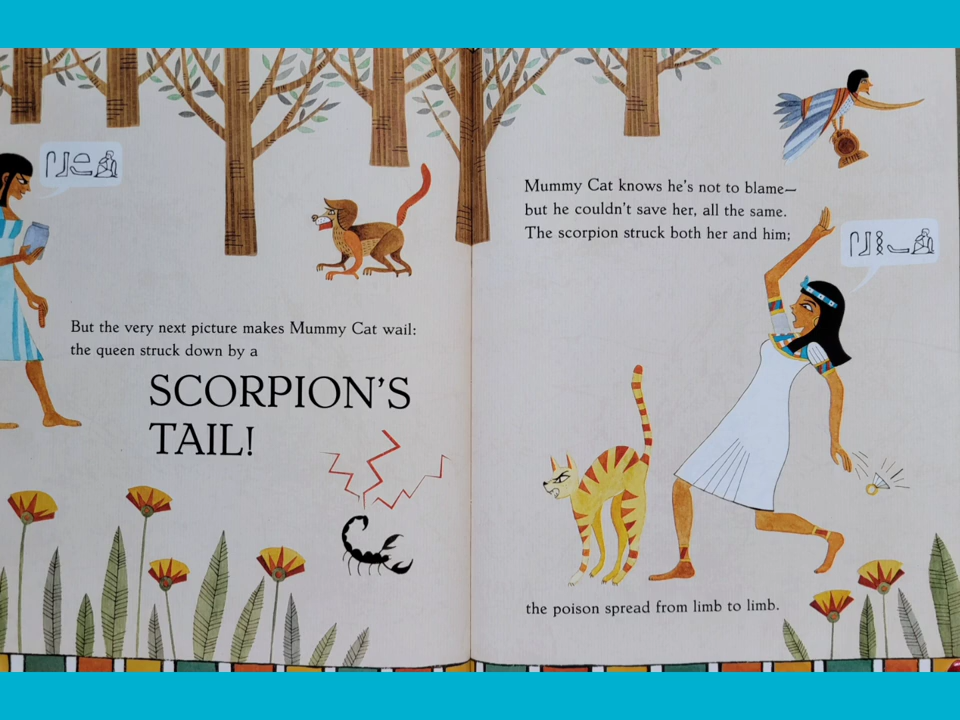 But the very next picture makes Mummy Cat wail:
the queen struck down by a
SCORPION'S
TAIL!
Mummy Cat knows he's not to blame—
but he couldn't save her, all the same.
The scorpion struck both her and him;
the poison spread from limb to limb.